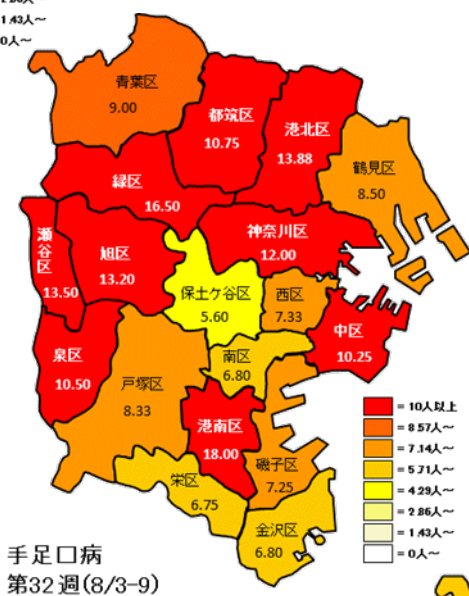 1.43人～
0人～
青葉区
9.00
都筑区
10.75
港北区
13.88
鶴見区
8.50
緑区
16.50
瀬谷区
13.50
旭区
13.20
神奈川区
12.00
保土ケ谷区
5.60
西区
7.33
中区
10.25
泉区
10.50
戸塚区
8.33
南区
6.80
港南区
18.00
磯子区
7.25
栄区
6.75
金沢区
6.80
= 10人以上
= 8.57人～
= 7.14人～
= 5.71人～
= 4.29人～
= 2.86人～
= 1.43人～
= 0人～
手足口病
第32週(8/3-9)